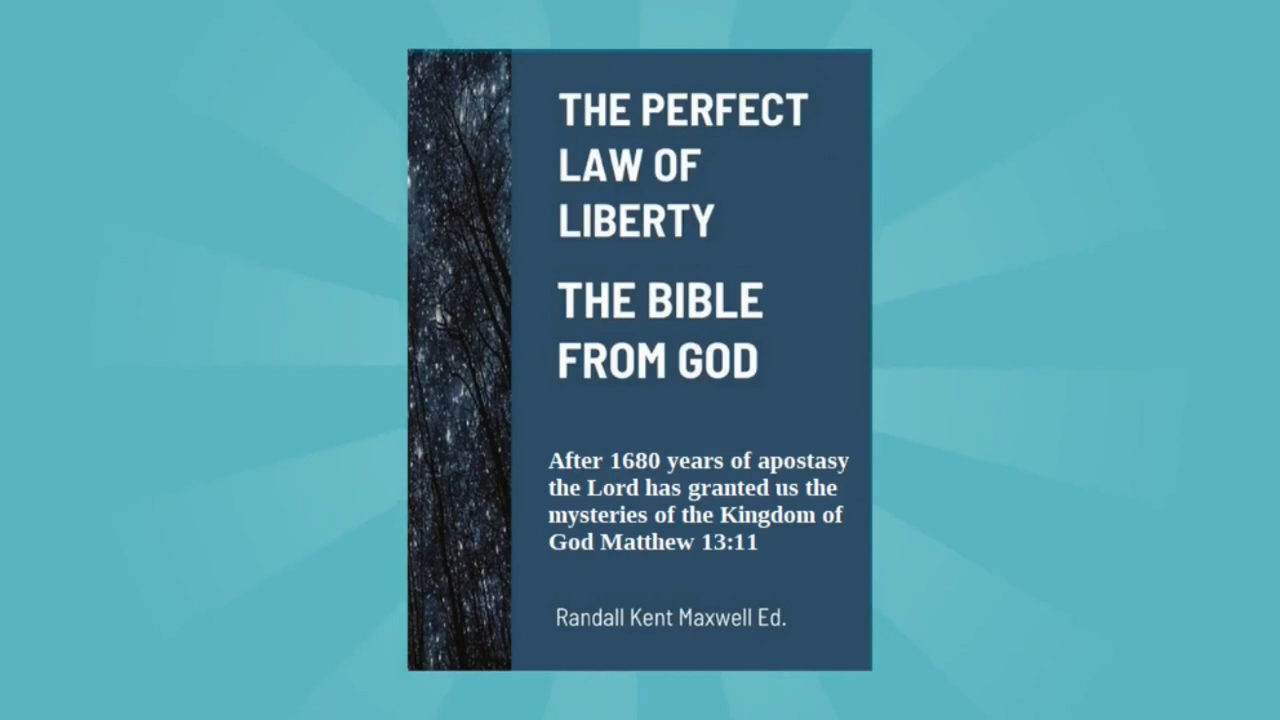 THE PERFECT
LAW OF
LIBERTY
THE BIBLE
FROM GOD
After 1680 years of apostasy
the Lord has granted us the
mysteries of the Kingdom of
God Matthew 13:11
Randall Kent Maxwell Ed.